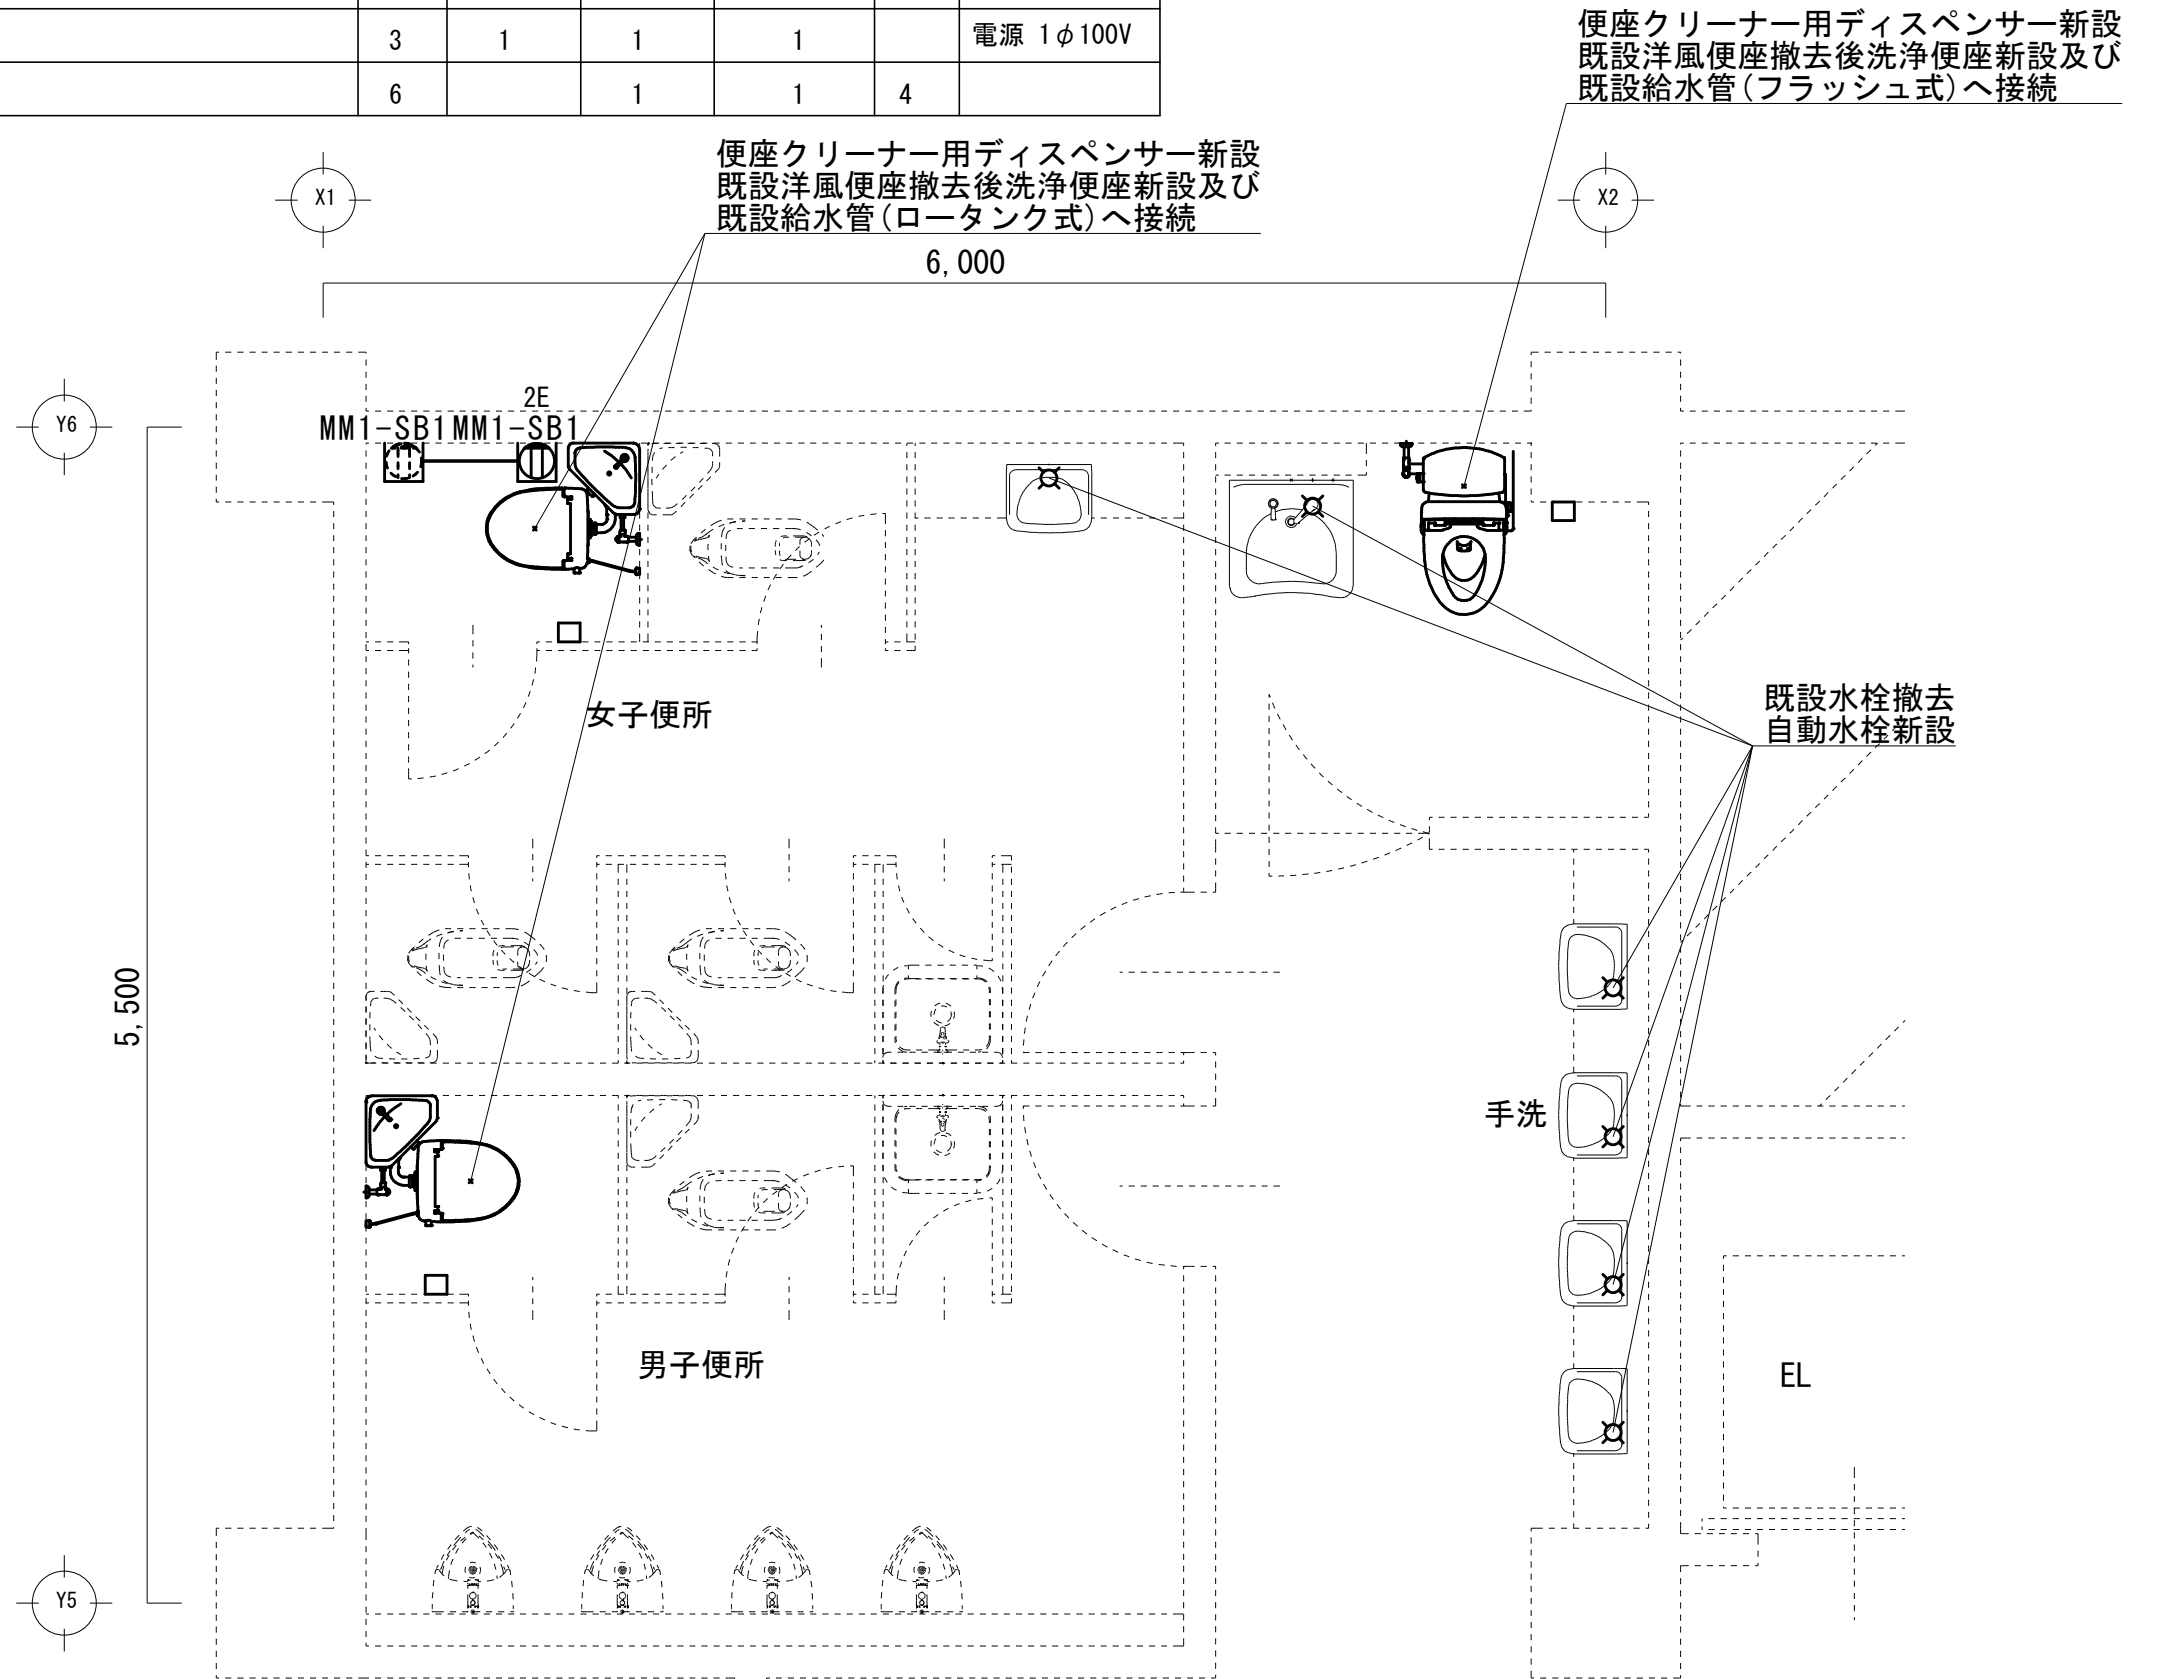 3 1 1 1 電源 1φ100V
6 1 1 4
便座クリーナー用ディスペンサー新設
既設洋風便座撤去後洗浄便座新設及び
既設給水管(フラッシュ式)へ接続
便座クリーナー用ディスペンサー新設
既設洋風便座撤去後洗浄便座新設及び
既設給水管(ロータンク式)へ接続
X1
X2
6,000
Y6
2E
MM1-SB1 MM1-SB1
既設水栓撤去
自動水栓新設
女子便所
5,500
手洗
男子便所
EL
Y5